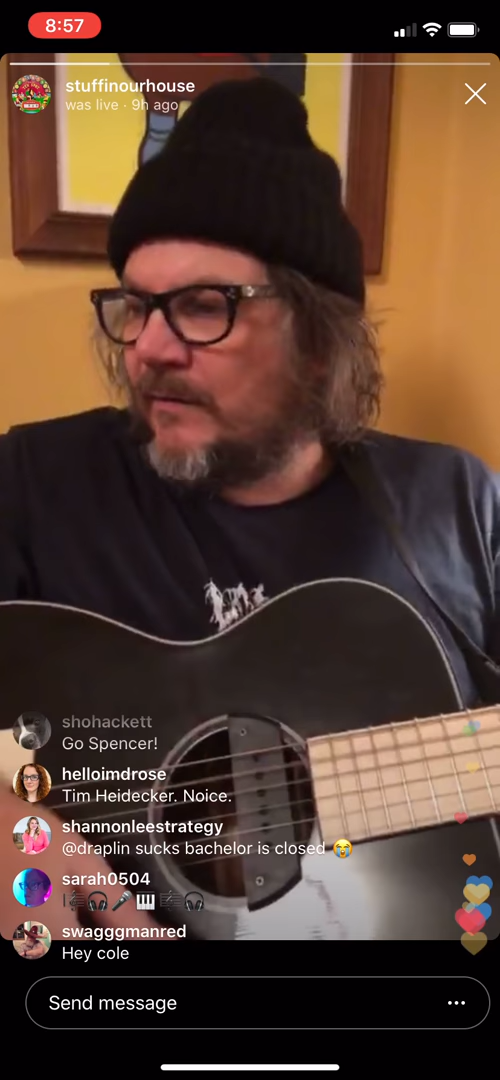 8:57
stuffinourhouse
was live · 9h ago
shohackett
Go Spencer!
helloimdrose
Tim Heidecker. Noice.
shannonleestrategy
@draplin sucks bachelor is closed 😭
sarah0504
🎼🎧🎤🎹🎼🎧
swagggmanred
Hey cole
Send message